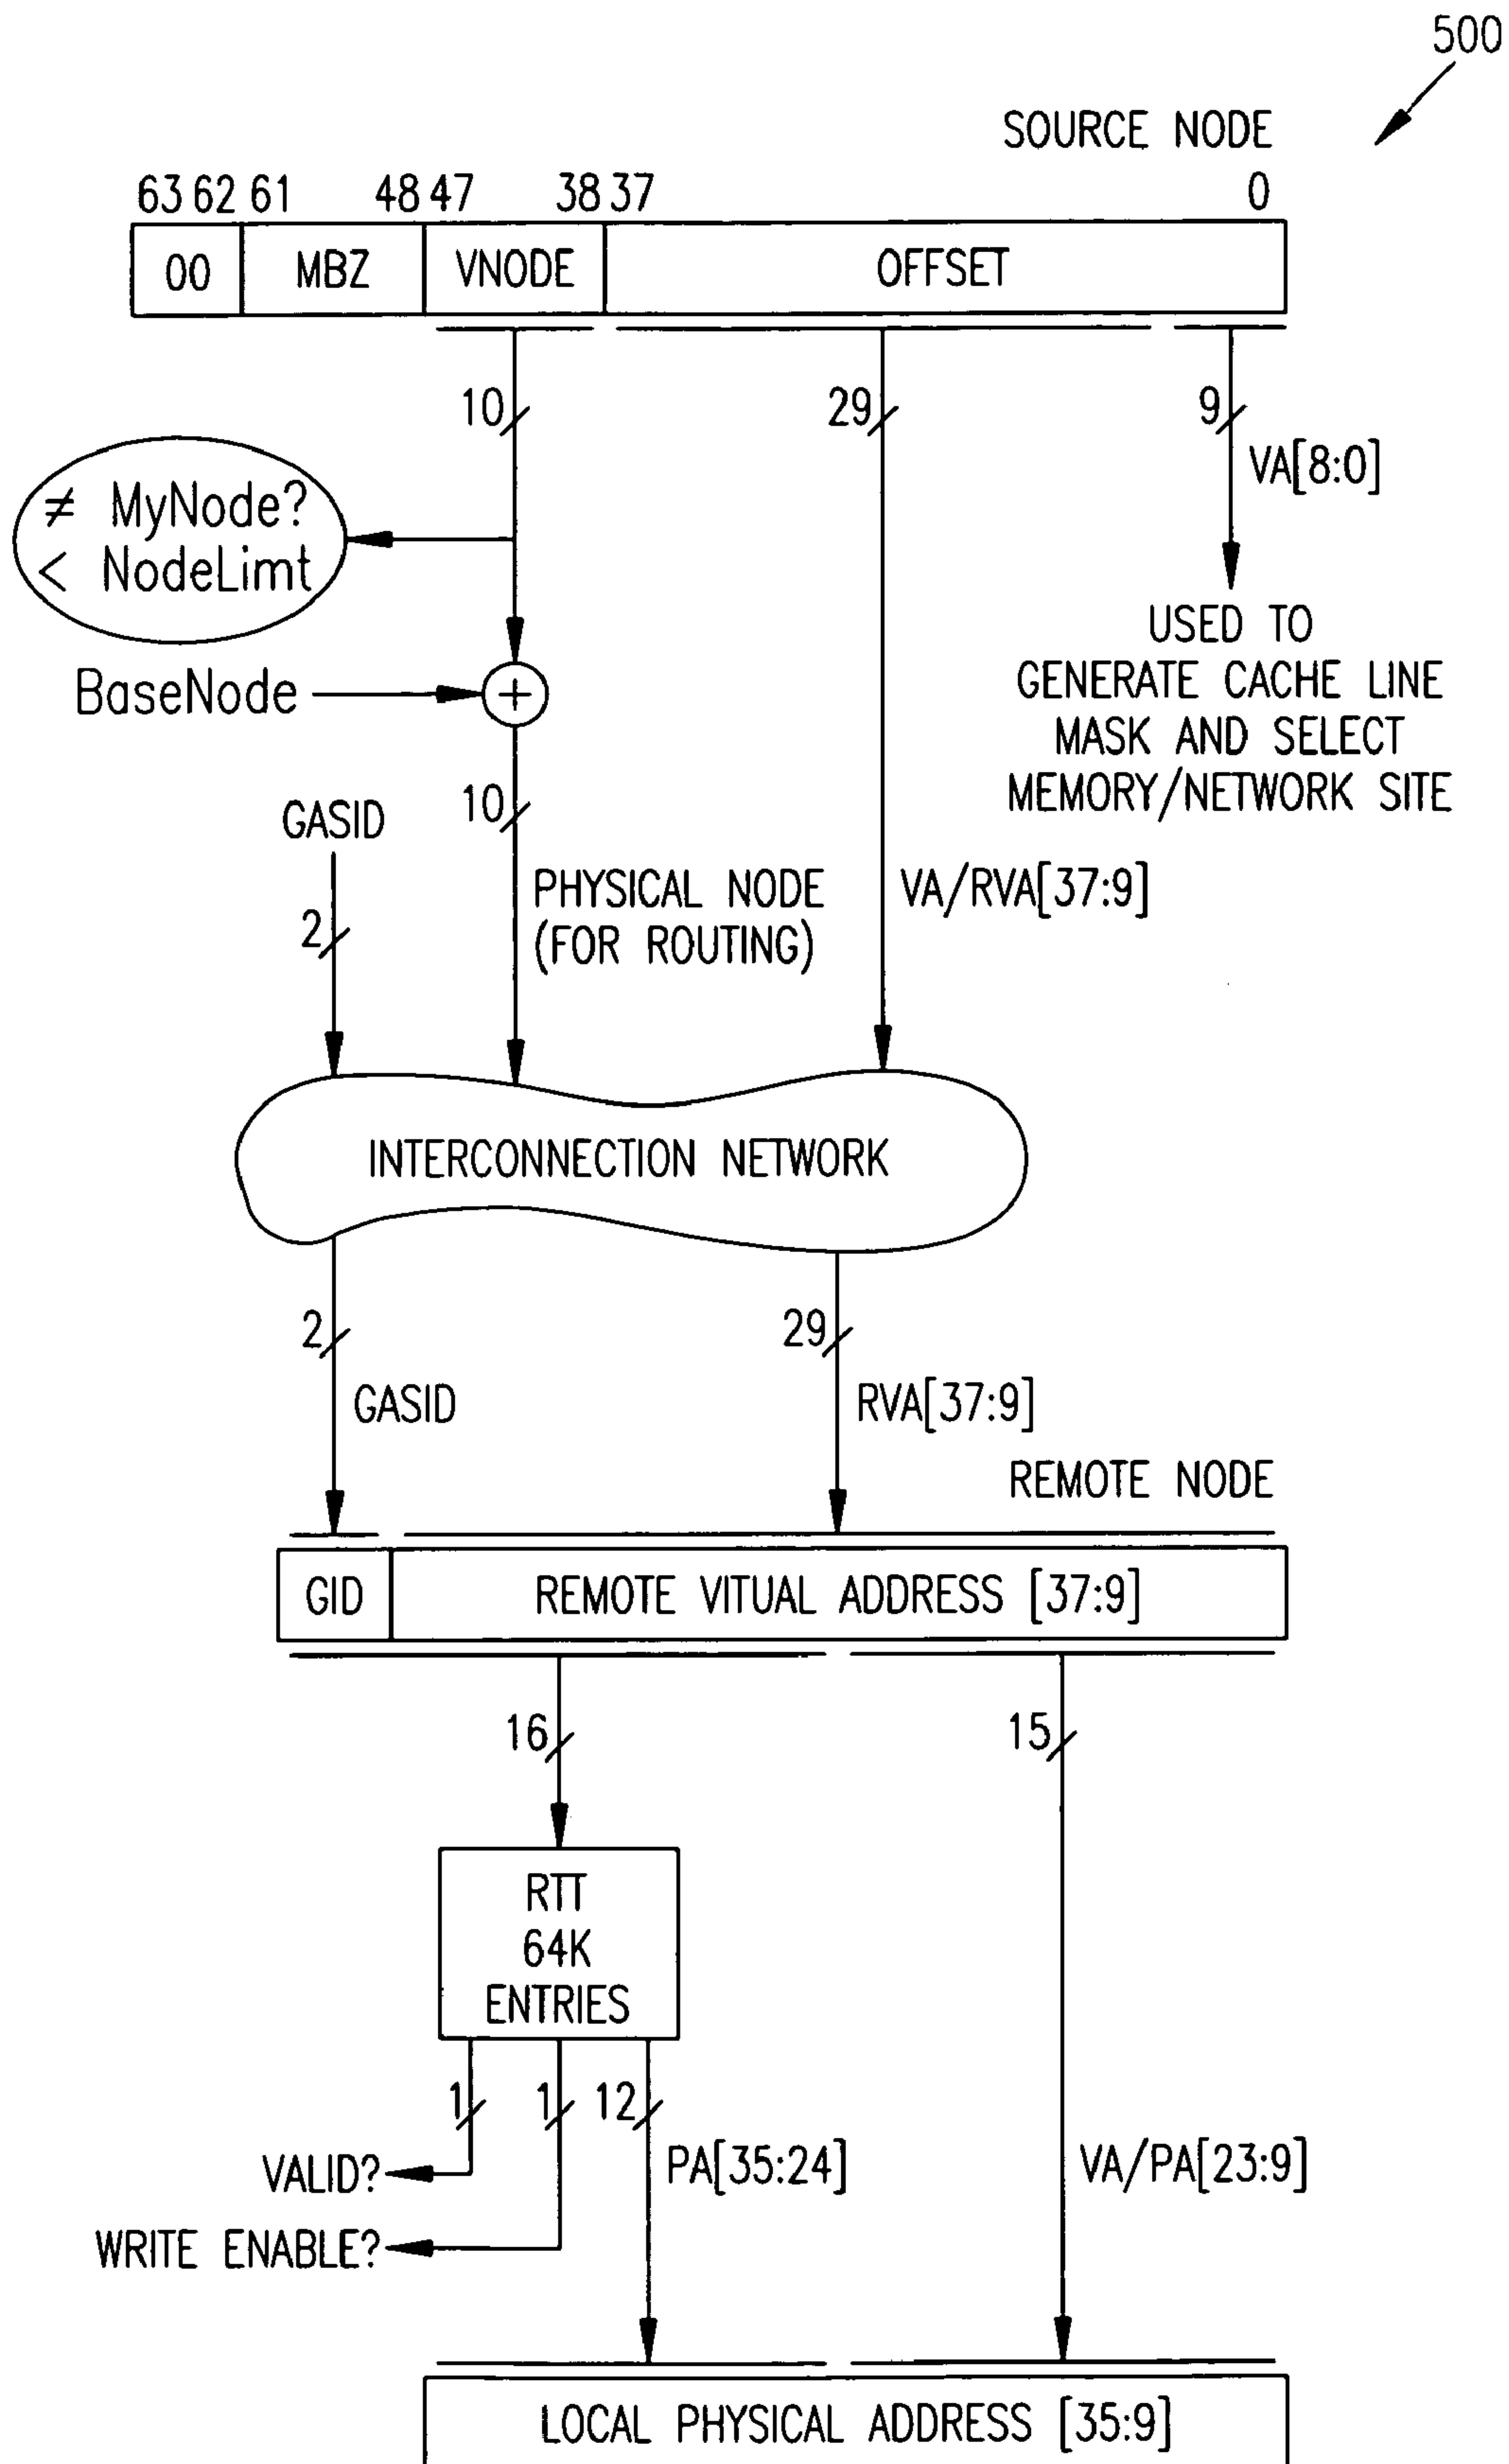 500
SOURCE NODE
63 62 61 48 47 38 37 0
00 MBZ VNODE OFFSET
10 29 9
VA[8:0]
≠ MyNode?
< NodeLimt
USED TO
GENERATE CACHE LINE
MASK AND SELECT
MEMORY/NETWORK SITE
BaseNode +
GASID 10
2
PHYSICAL NODE
(FOR ROUTING)
VA/RVA[37:9]
INTERCONNECTION NETWORK
2 29
GASID RVA[37:9]
REMOTE NODE
GID REMOTE VITUAL ADDRESS [37:9]
16 15
RTT
64K
ENTRIES
1 1 12
VALID? PA[35:24] VA/PA[23:9]
WRITE ENABLE?
LOCAL PHYSICAL ADDRESS [35:9]